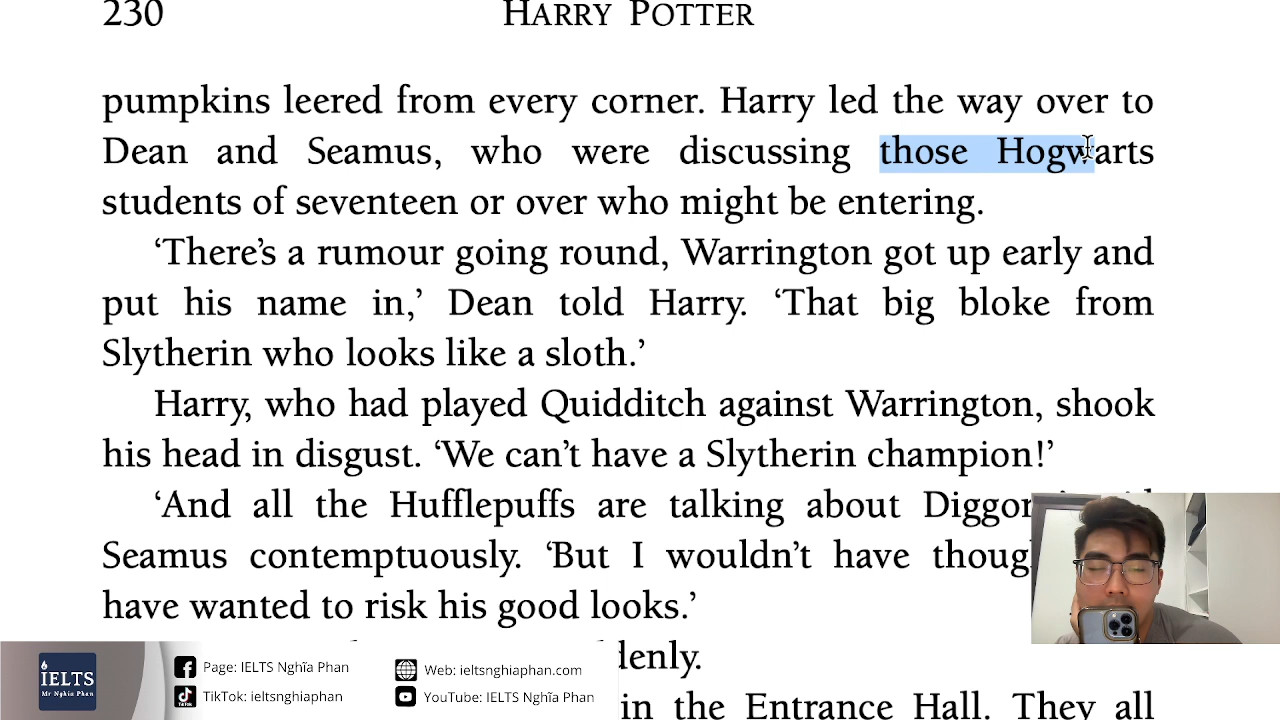 230 HARRY POTTER
pumpkins leered from every corner. Harry led the way over to
Dean and Seamus, who were discussing those Hogwarts
students of seventeen or over who might be entering.
‘There’s a rumour going round, Warrington got up early and
put his name in,’ Dean told Harry. ‘That big bloke from
Slytherin who looks like a sloth.’
Harry, who had played Quidditch against Warrington, shook
his head in disgust. ‘We can’t have a Slytherin champion!’
‘And all the Hufflepuffs are talking about
Seamus contemptuously. ‘But I wouldn’t have
have wanted to risk his good looks.’
in the Entrance Hall. They all
IELTS
Mr Nghia Phan
Page: IELTS Nghĩa Phan
TikTok: ieltsnghiaphan
Web: ieltsnghiaphan.com
YouTube: IELTS Nghĩa Phan